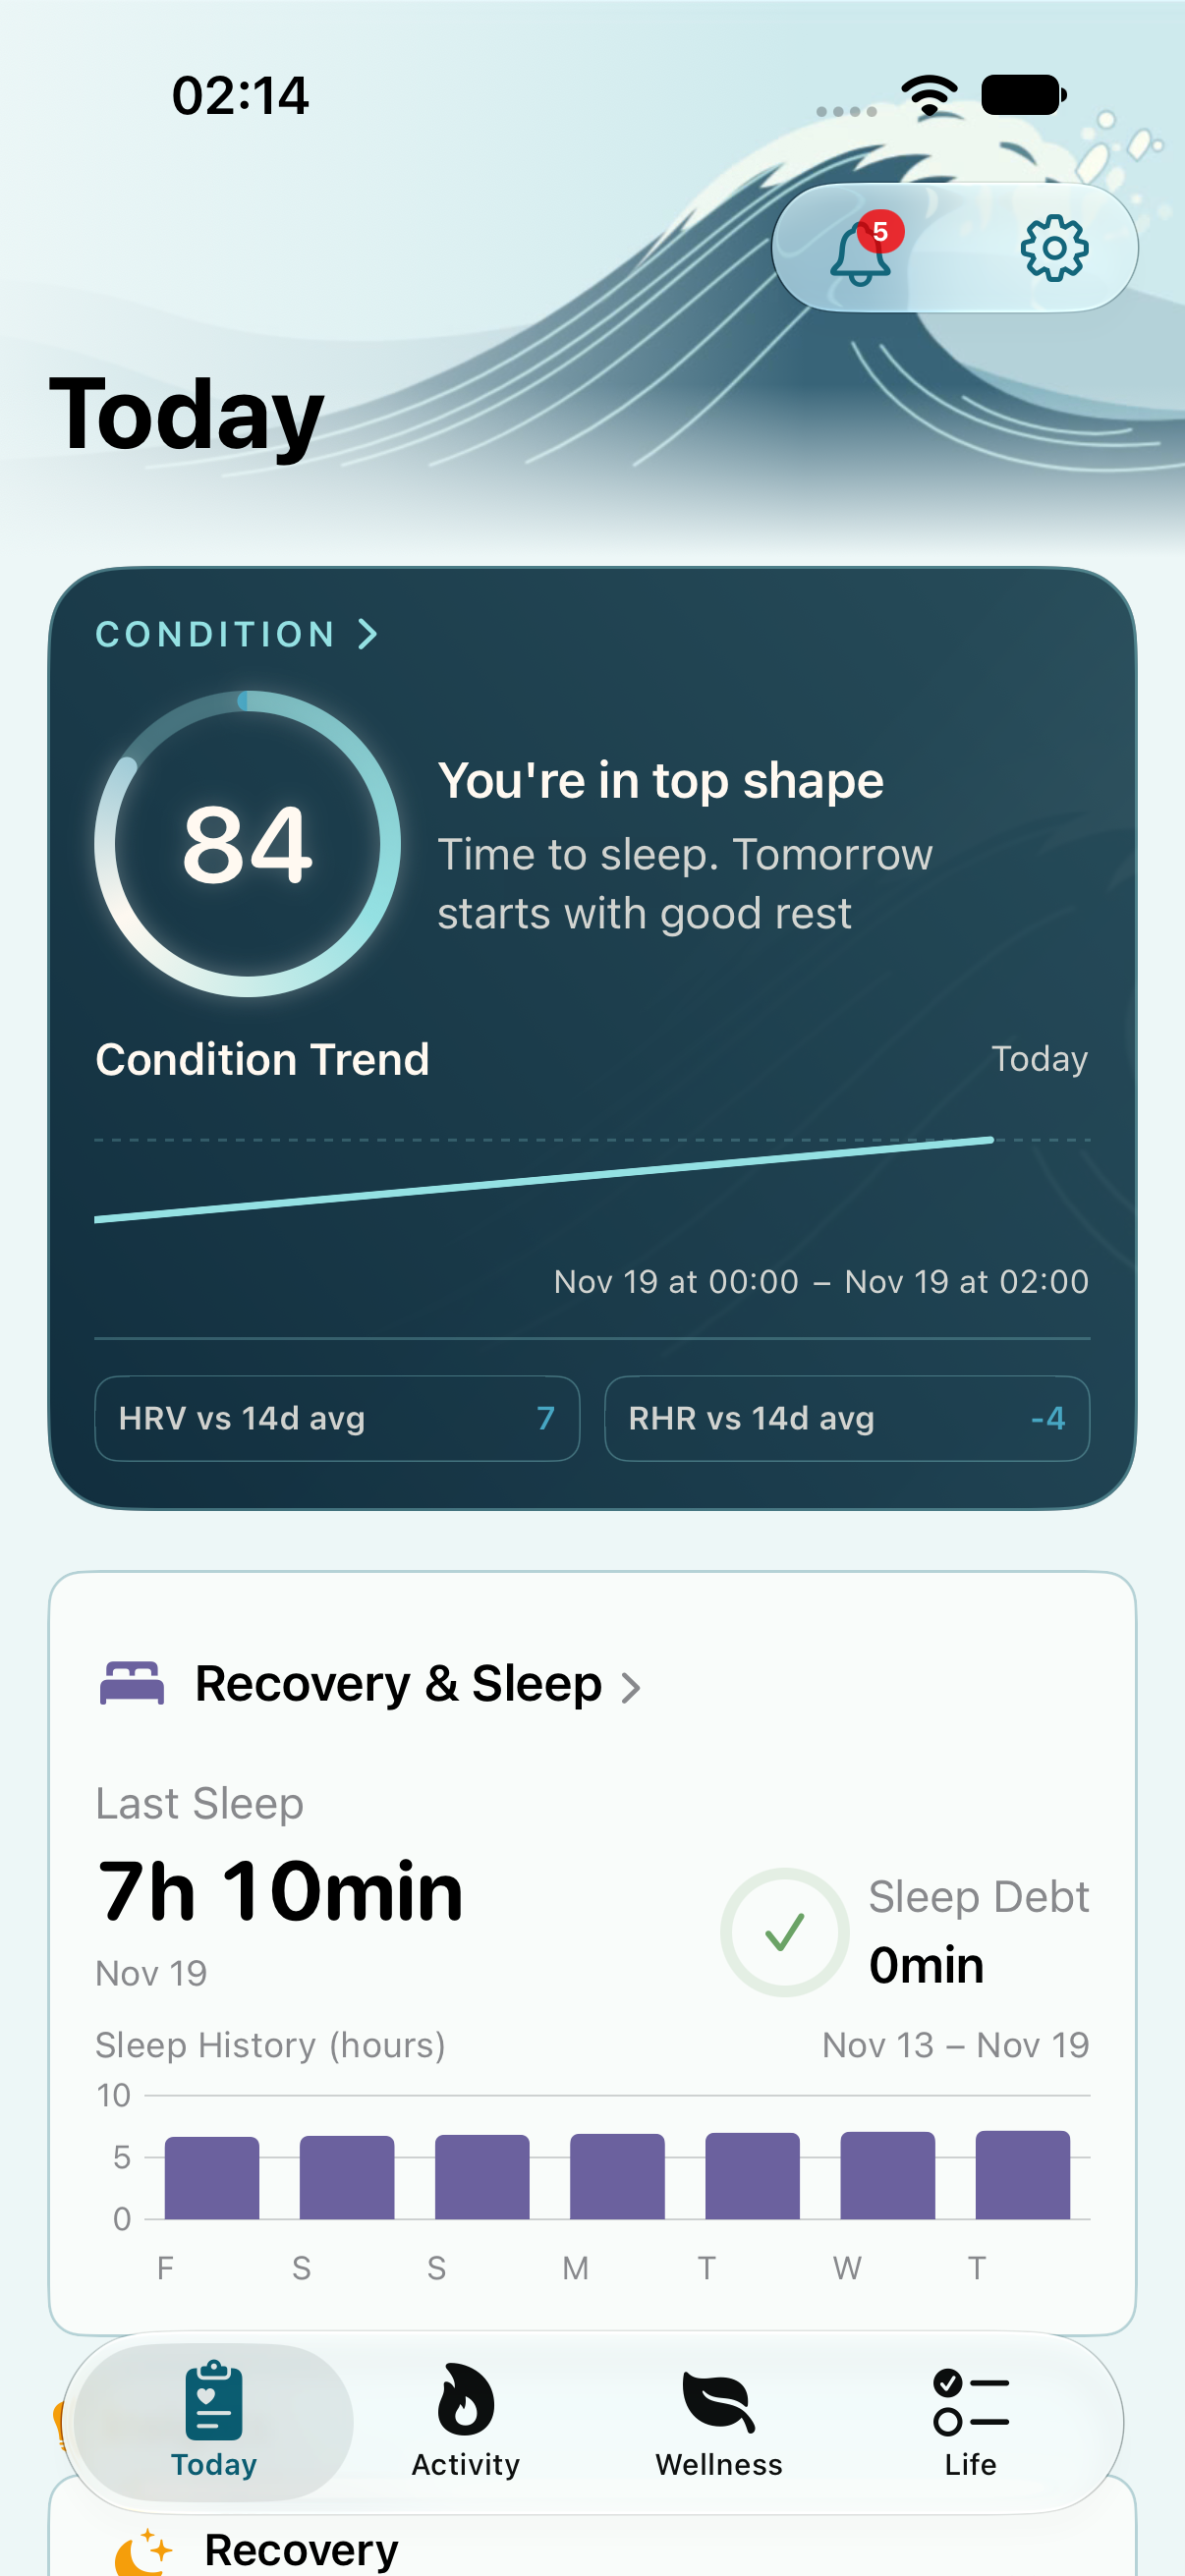 02:14
5
Today
CONDITION
84
You're in top shape
Time to sleep. Tomorrow
starts with good rest
Condition Trend
Today
Nov 19 at 00:00 – Nov 19 at 02:00
HRV vs 14d avg 7
RHR vs 14d avg -4
Recovery & Sleep
Last Sleep
7h 10min
Nov 19
Sleep Debt
0min
Sleep History (hours)
Nov 13 – Nov 19
10
5
0
F S S M T W T
Today
Activity
Wellness
Life
Recovery